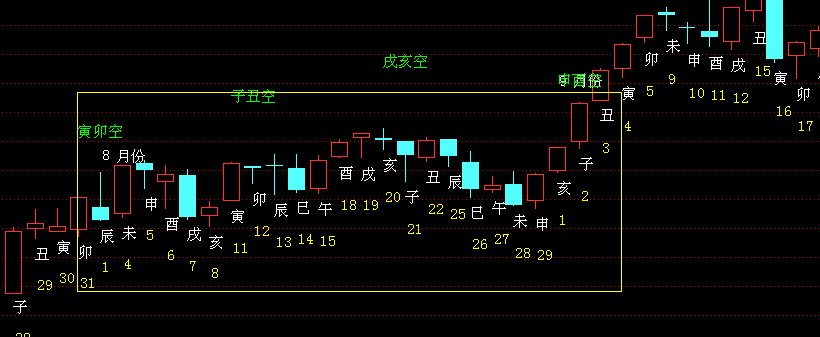 戌亥空
申酉空
9 月份
子丑空
寅卯空
8 月份
子
丑
29
寅
30
卯
31
辰
1
未
4
申
5
酉
6
戌
7
亥
8
寅
11
卯
12
辰
13
巳
14
午
15
酉
18
戌
19
亥
20
子
21
丑
22
辰
25
巳
26
午
27
未
28
申
29
亥
1
子
2
丑
3
寅
4
卯
5
未
9
申
10
酉
11
戌
12
丑
15
寅
16
卯
17